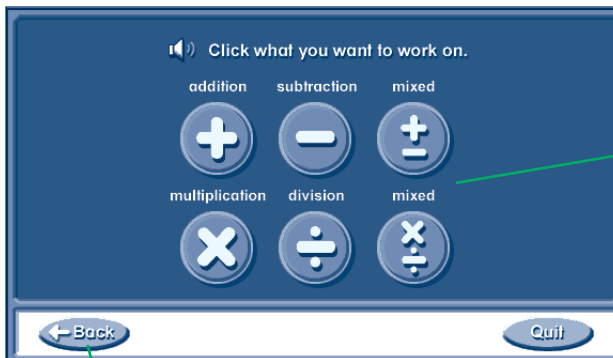 Click what you want to work on.
addition subtraction mixed
+ − ±
multiplication division mixed
× ÷ × ÷
Back Quit